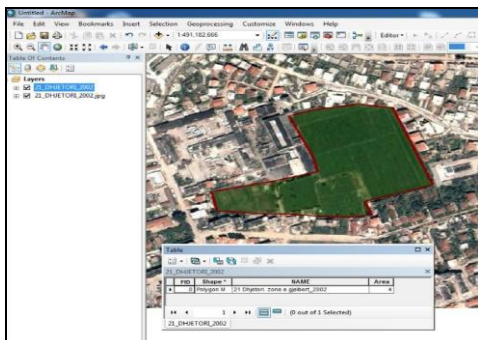 Untitled - ArcMap
File Edit View Bookmarks Insert Selection Geoprocessing Customize Windows Help
1:491,182.666
Editor
Table Of Contents
Layers
21_DHJETORI_2002
21_DHJETORI_2002.jpg
Table
21_DHJETORI_2002
FID Shape * NAME Area
0 Polygon M 21 Dhjetori. zone e gjelbert_2002 4
1 (0 out of 1 Selected)
21_DHJETORI_2002